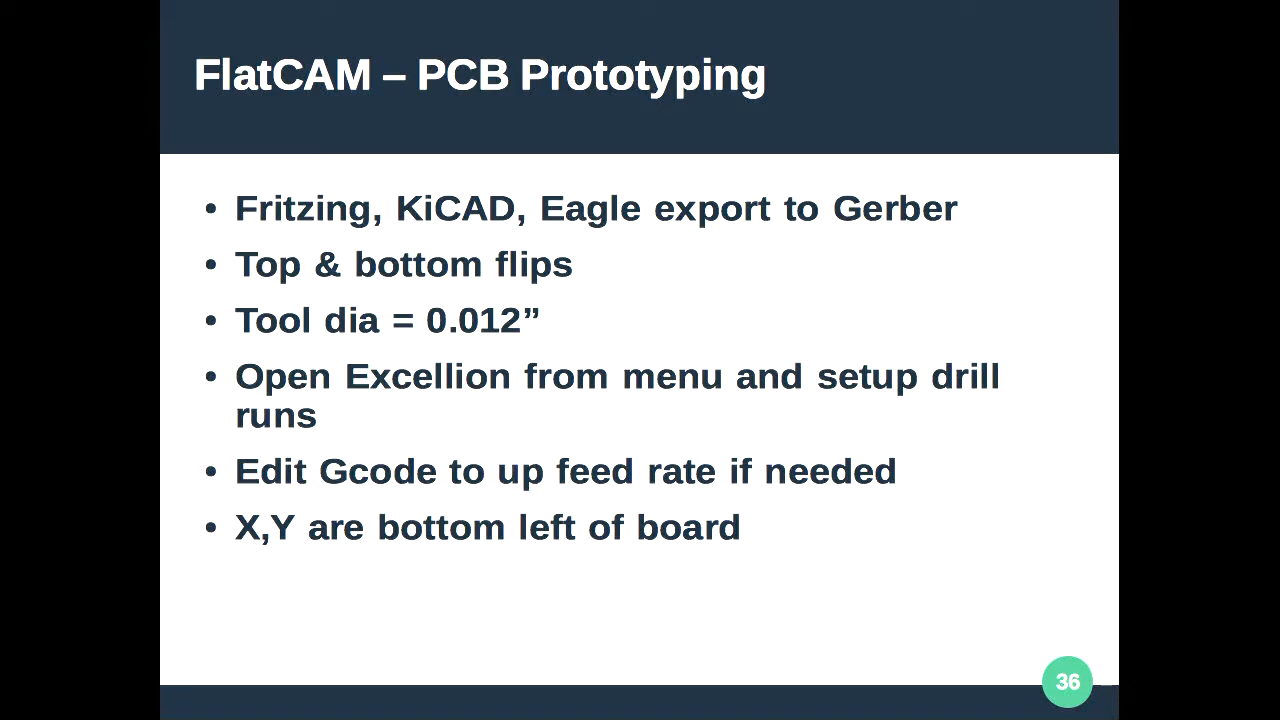 FlatCAM – PCB Prototyping
• Fritzing, KiCAD, Eagle export to Gerber
• Top & bottom flips
• Tool dia = 0.012”
• Open Excellion from menu and setup drill
runs
• Edit Gcode to up feed rate if needed
• X,Y are bottom left of board
36